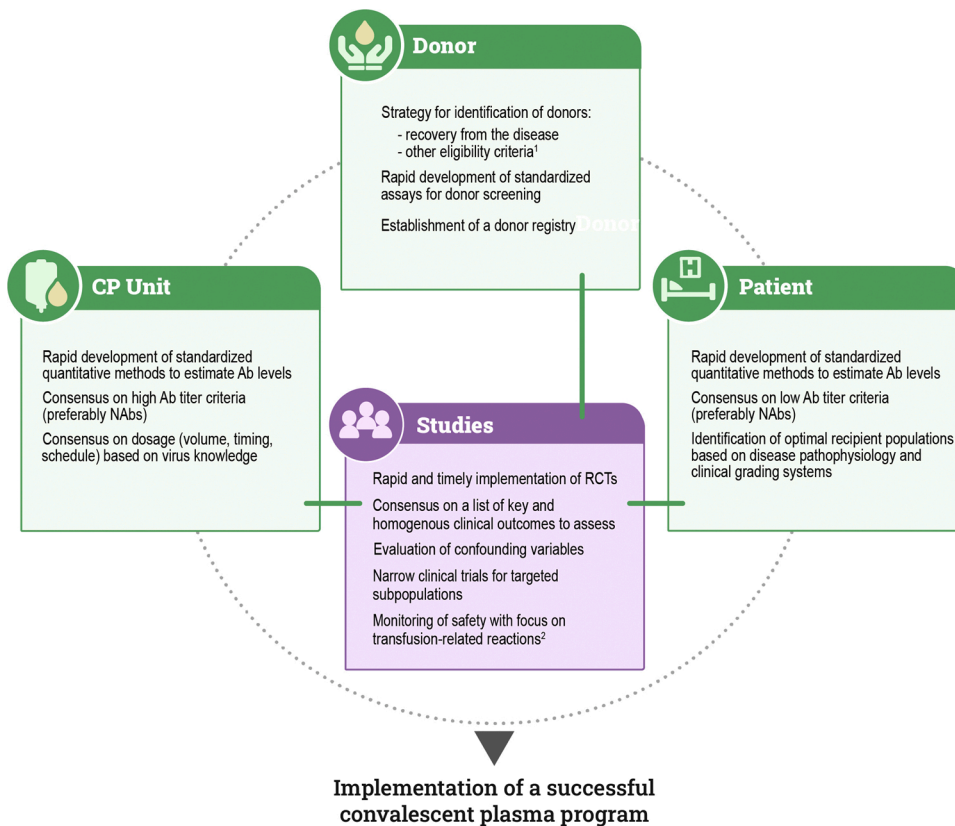 Donor
Strategy for identification of donors:
- recovery from the disease
- other eligibility criteria¹
Rapid development of standardized
assays for donor screening
Establishment of a donor registry
Donor
CP Unit
Rapid development of standardized
quantitative methods to estimate Ab levels
Consensus on high Ab titer criteria
(preferably NAbs)
Consensus on dosage (volume, timing,
schedule) based on virus knowledge
Patient
Rapid development of standardized
quantitative methods to estimate Ab levels
Consensus on low Ab titer criteria
(preferably NAbs)
Identification of optimal recipient populations
based on disease pathophysiology and
clinical grading systems
H
Studies
Rapid and timely implementation of RCTs
Consensus on a list of key and
homogenous clinical outcomes to assess
Evaluation of confounding variables
Narrow clinical trials for targeted
subpopulations
Monitoring of safety with focus on
transfusion-related reactions²
Implementation of a successful
convalescent plasma program